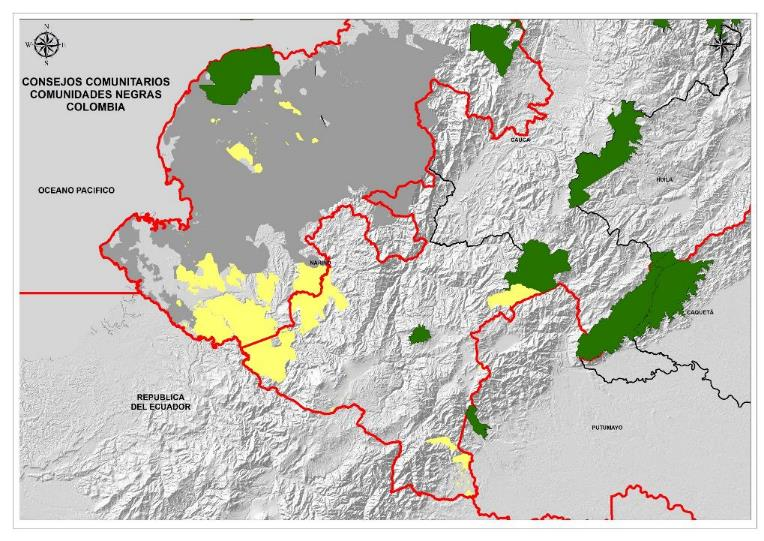 N
W
E
S
CONSEJOS COMUNITARIOS
COMUNIDADES NEGRAS
COLOMBIA
CAUCA
HUILA
OCEANO PACIFICO
NARIÑO
CAQUETÁ
REPUBLICA
DEL ECUADOR
PUTUMAYO